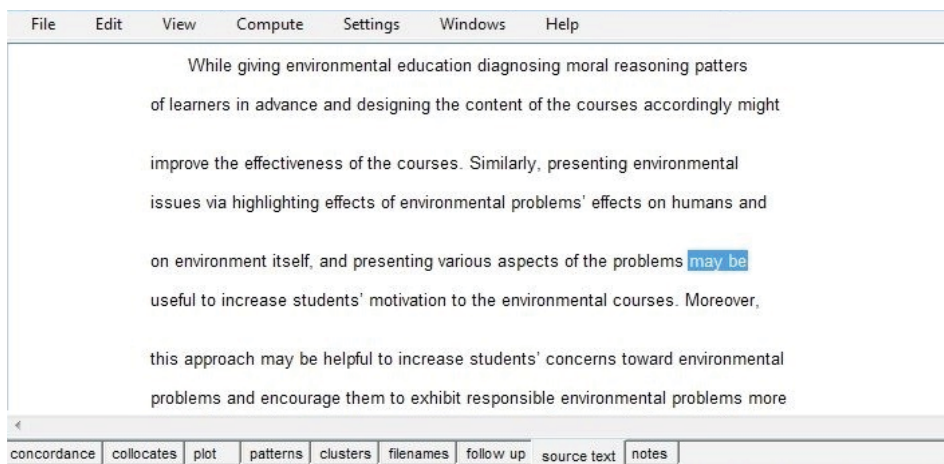 File Edit View Compute Settings Windows Help
While giving environmental education diagnosing moral reasoning patters
of learners in advance and designing the content of the courses accordingly might
improve the effectiveness of the courses. Similarly, presenting environmental
issues via highlighting effects of environmental problems' effects on humans and
on environment itself, and presenting various aspects of the problems may be
useful to increase students' motivation to the environmental courses. Moreover,
this approach may be helpful to increase students' concerns toward environmental
problems and encourage them to exhibit responsible environmental problems more
concordance collocates plot patterns clusters filenames follow up source text notes